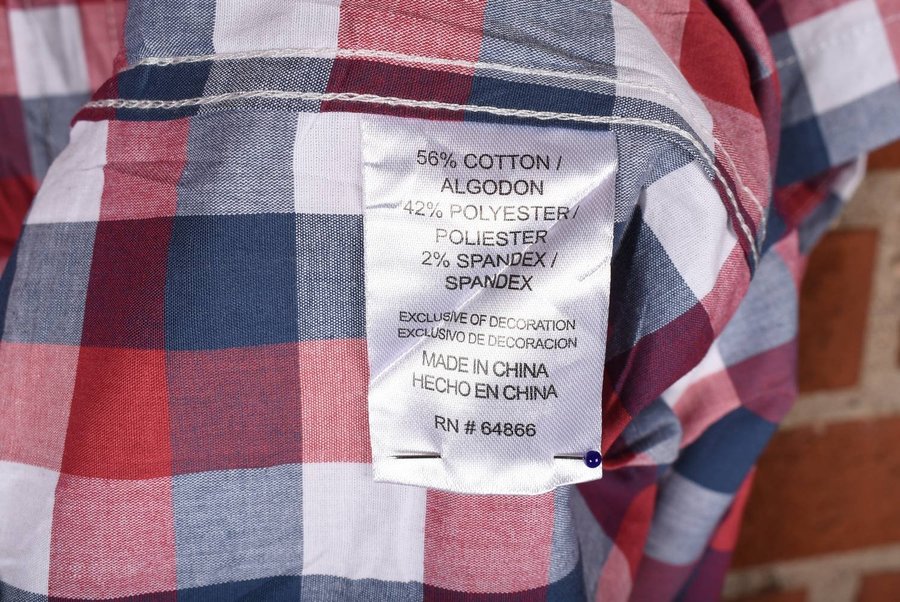 56% COTTON /
ALGODON
42% POLYESTER/
POLIESTER
2% SPANDEX /
SPANDEX
EXCLUSIVE OF DECORATION
EXCLUSIVO DE DECORACION
MADE IN CHINA
HECHO EN CHINA
RN # 64866